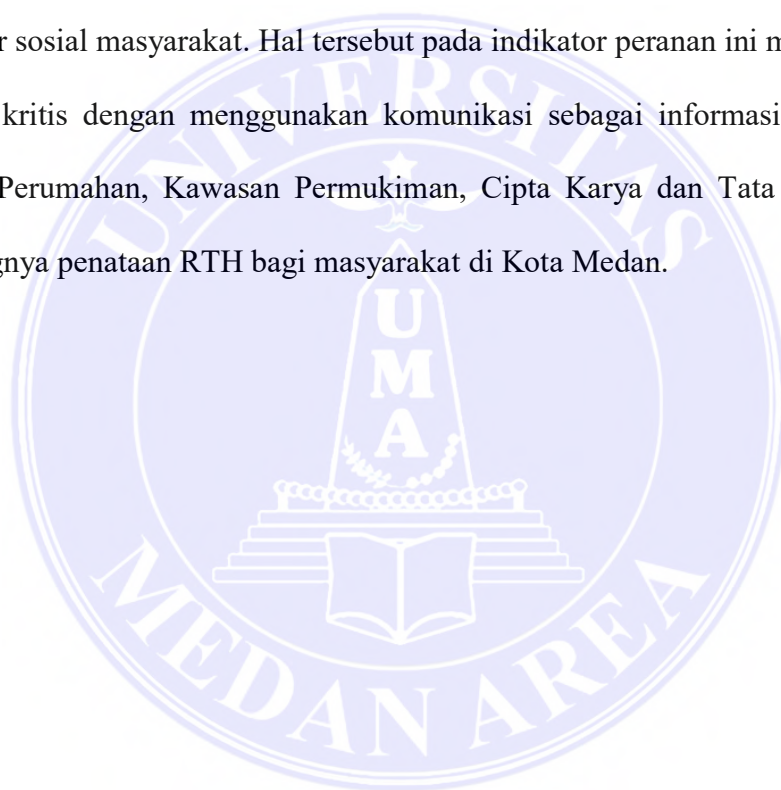 r sosial masyarakat. Hal tersebut pada indikator peranan ini m
kritis dengan menggunakan komunikasi sebagai informasi
Perumahan, Kawasan Permukiman, Cipta Karya dan Tata
gnya penataan RTH bagi masyarakat di Kota Medan.
UNIVERSITAS
U
M
A
MEDAN AREA